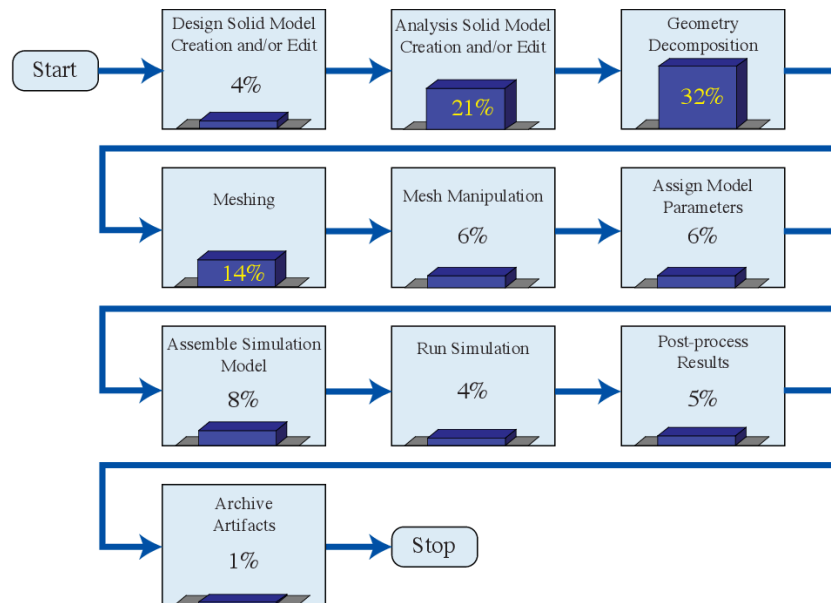 Start
Design Solid Model
Creation and/or Edit
4%
Analysis Solid Model
Creation and/or Edit
21%
Geometry
Decomposition
32%
Meshing
14%
Mesh Manipulation
6%
Assign Model
Parameters
6%
Assemble Simulation
Model
8%
Run Simulation
4%
Post-process
Results
5%
Archive
Artifacts
1%
Stop